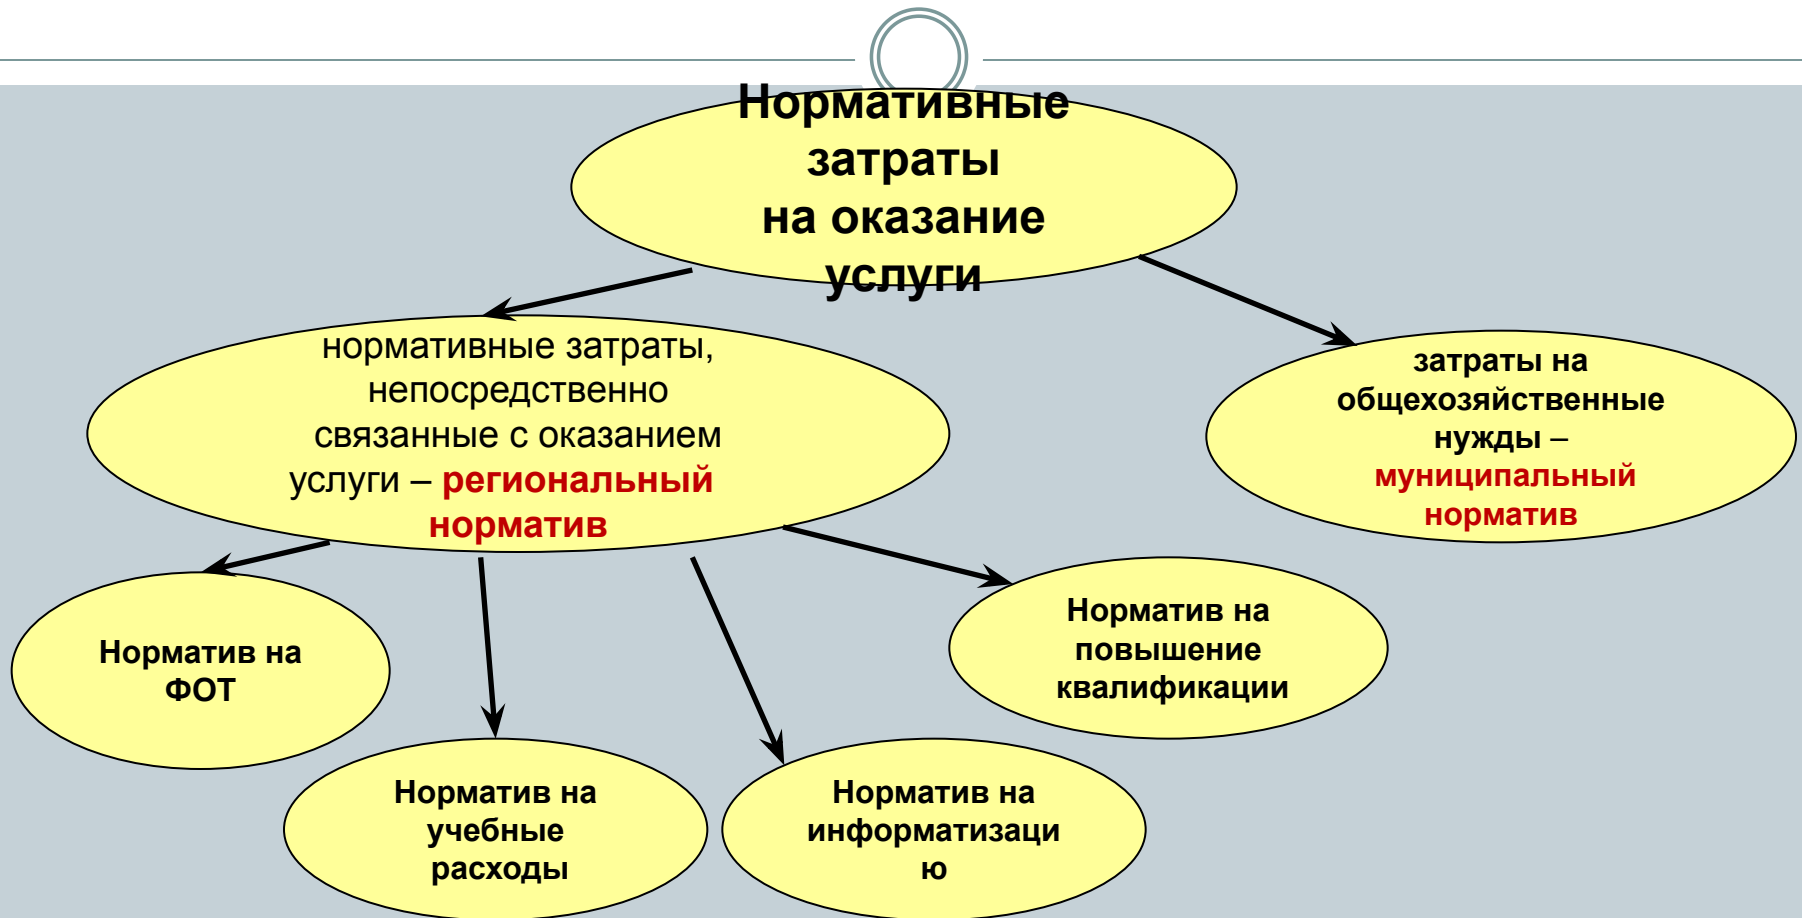 Нормативные
затраты
на оказание
услуги
нормативные затраты,
непосредственно
связанные с оказанием
услуги – региональный
норматив
затраты на
общехозяйственные
нужды –
муниципальный
норматив
Норматив на
ФОТ
Норматив на
учебные
расходы
Норматив на
информатизаци
ю
Норматив на
повышение
квалификации